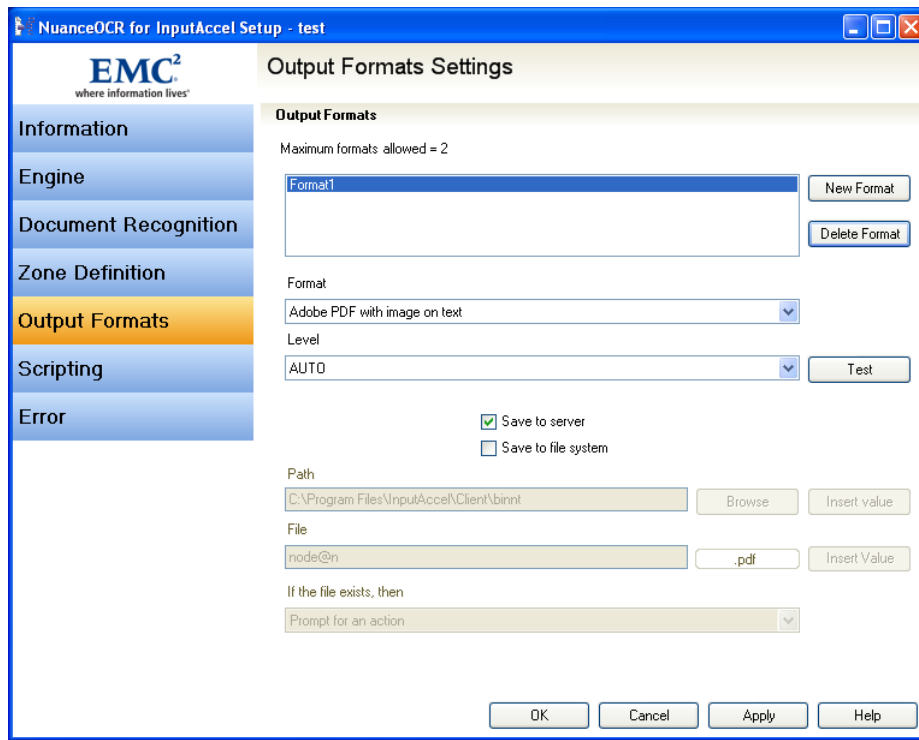 NuanceOCR for InputAccel Setup - test
EMC²
where information lives®
Information
Engine
Document Recognition
Zone Definition
Output Formats
Scripting
Error
Output Formats Settings
Output Formats
Maximum formats allowed = 2
Format1
New Format
Delete Format
Format
Adobe PDF with image on text
Level
AUTO
Test
Save to server
Save to file system
Path
C:\Program Files\InputAccel\Client\binnt
Browse
Insert value
File
node@n
.pdf
Insert Value
If the file exists, then
Prompt for an action
OK
Cancel
Apply
Help